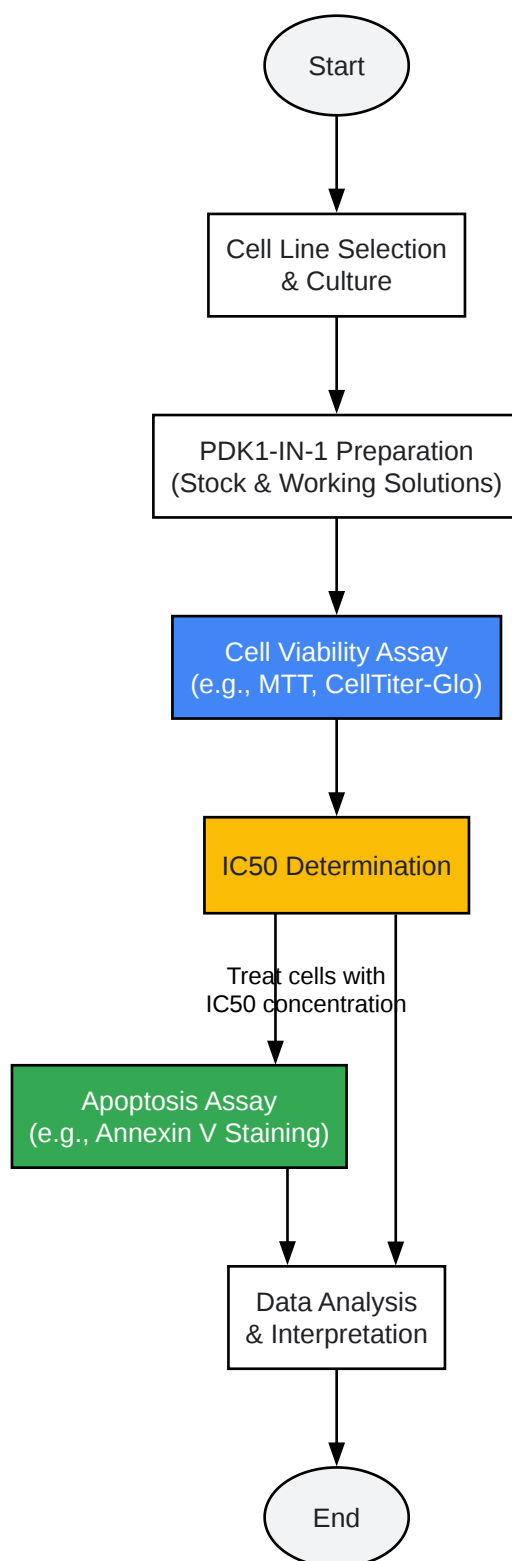 Start
Cell Line Selection
& Culture
PDK1-IN-1 Preparation
(Stock & Working Solutions)
Cell Viability Assay
(e.g., MTT, CellTiter-Glo)
IC50 Determination
Treat cells with
IC50 concentration
Apoptosis Assay
(e.g., Annexin V Staining)
Data Analysis
& Interpretation
End